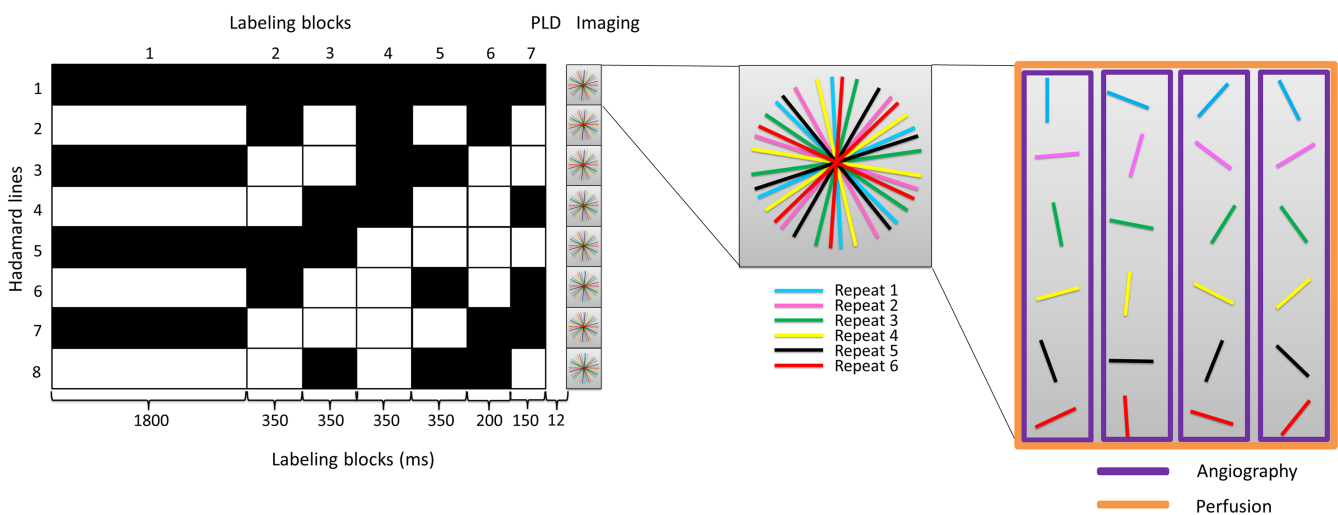 Labeling blocks PLD Imaging
1 2 3 4 5 6 7
Hadamard lines
1
2
3
4
5
6
7
8
1800 350 350 350 350 200 150 12
Labeling blocks (ms)
Repeat 1
Repeat 2
Repeat 3
Repeat 4
Repeat 5
Repeat 6
Angiography
Perfusion